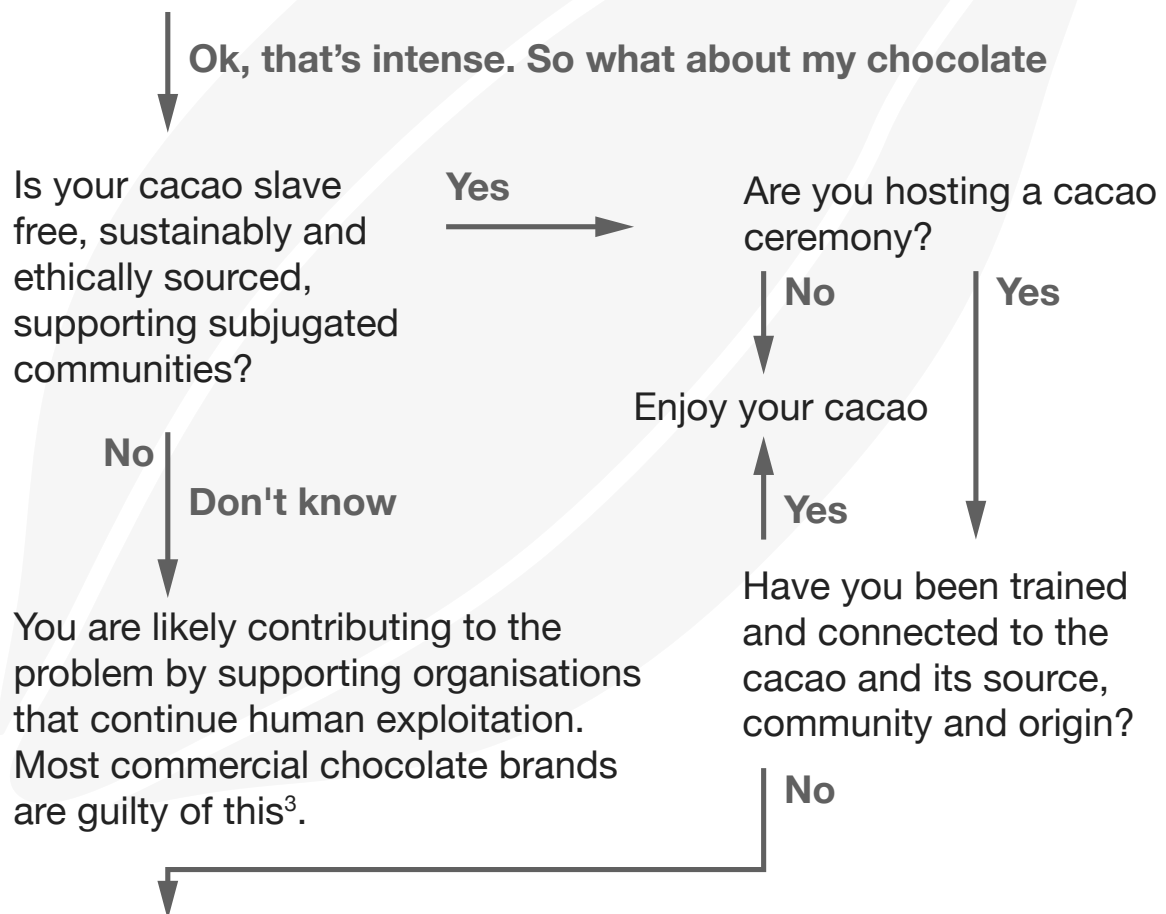 Ok, that’s intense. So what about my chocolate
Is your cacao slave
free, sustainably and
ethically sourced,
supporting subjugated
communities?
Yes
Are you hosting a cacao
ceremony?
No
Yes
Enjoy your cacao
No
Don't know
Yes
You are likely contributing to the
problem by supporting organisations
that continue human exploitation.
Most commercial chocolate brands
are guilty of this³.
Have you been trained
and connected to the
cacao and its source,
community and origin?
No